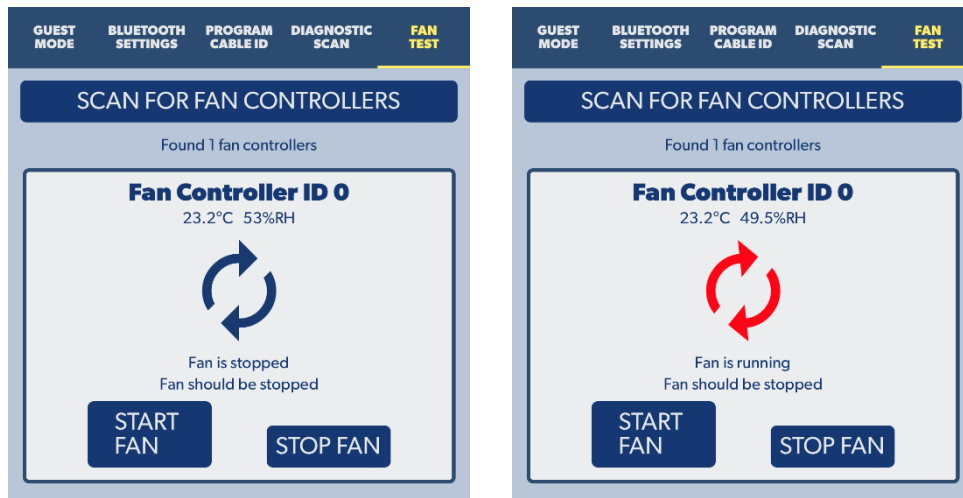 GUEST MODE
BLUETOOTH SETTINGS
PROGRAM CABLE ID
DIAGNOSTIC SCAN
FAN TEST
SCAN FOR FAN CONTROLLERS
Found 1 fan controllers
Fan Controller ID 0
23.2°C 53%RH
Fan is stopped
Fan should be stopped
START
FAN
STOP FAN
GUEST MODE
BLUETOOTH SETTINGS
PROGRAM CABLE ID
DIAGNOSTIC SCAN
FAN TEST
SCAN FOR FAN CONTROLLERS
Found 1 fan controllers
Fan Controller ID 0
23.2°C 49.5%RH
Fan is running
Fan should be stopped
START
FAN
STOP FAN